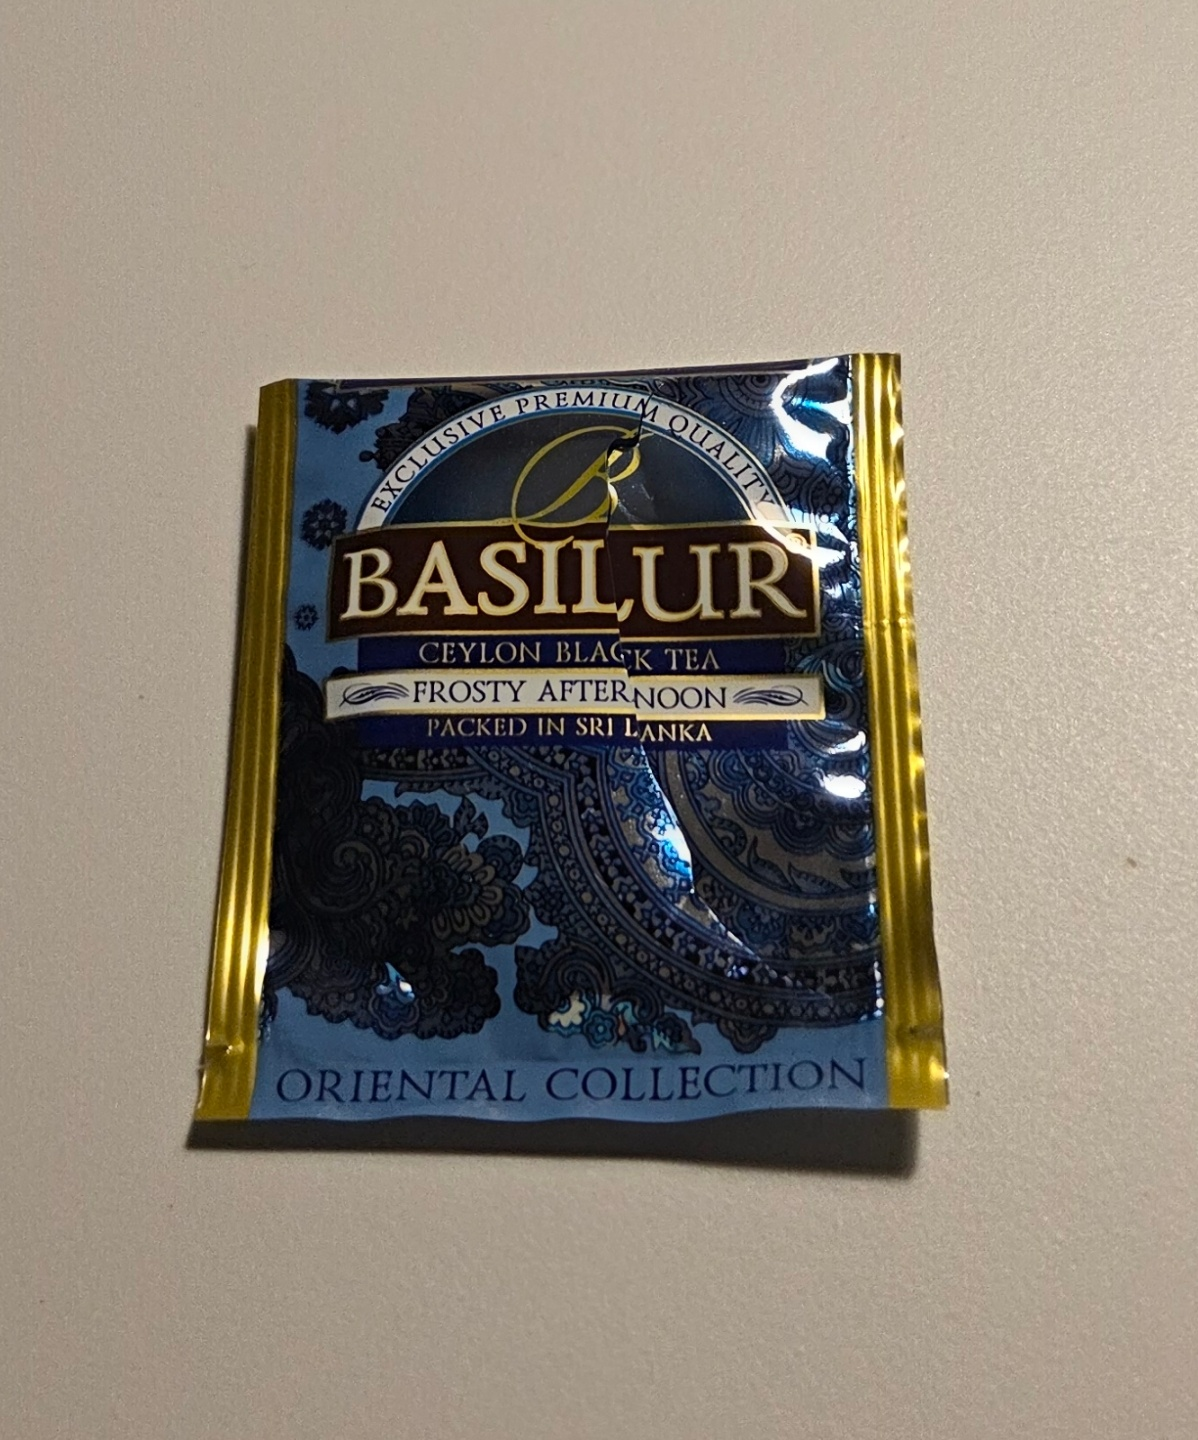 EXCLUSIVE PREMIUM QUALITY
B
BASILUR®
CEYLON BLACK TEA
FROSTY AFTERNOON
PACKED IN SRI LANKA
ORIENTAL COLLECTION